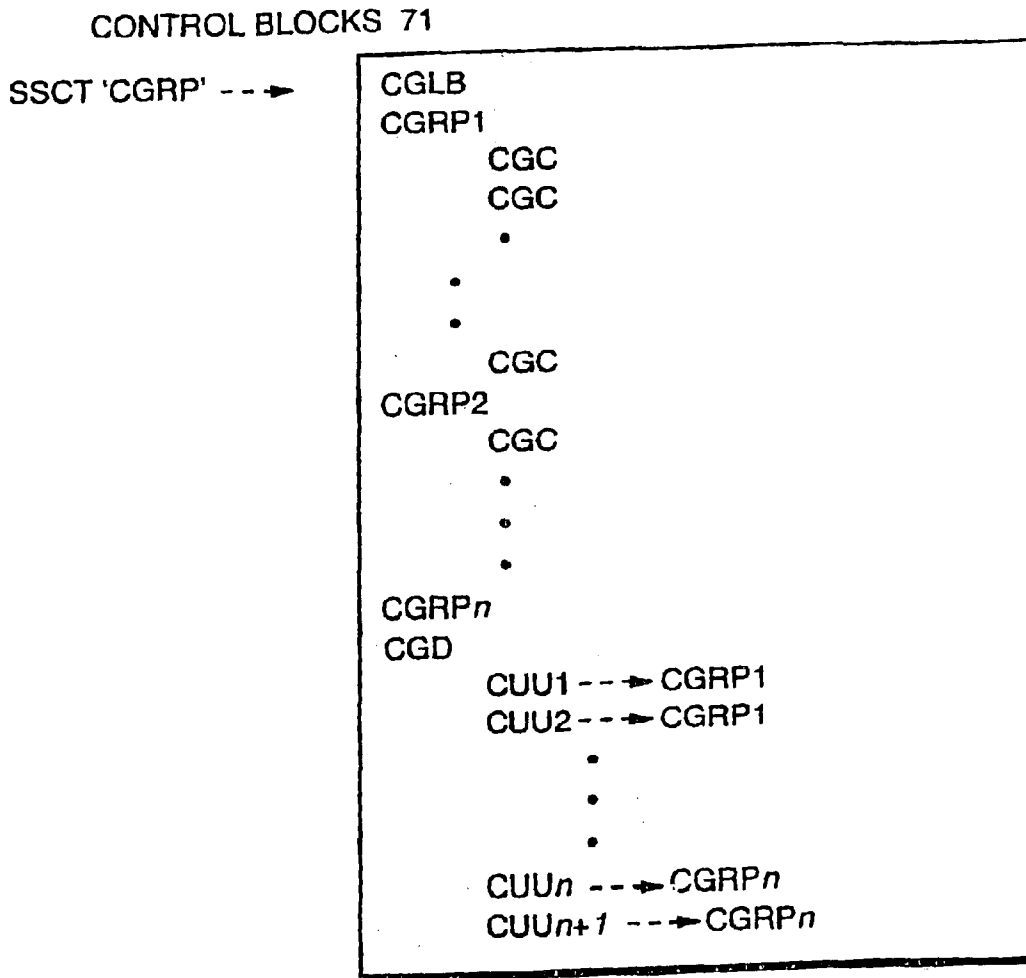 CONTROL BLOCKS 71
SSCT 'CGRP' --→ CGLB
CGRP1
CGC
CGC
CGC
CGRP2
CGC
CGRPn
CGD
CUU1 --→ CGRP1
CUU2 --→ CGRP1
CUUn --→ CGRPn
CUUn+1 --→ CGRPn